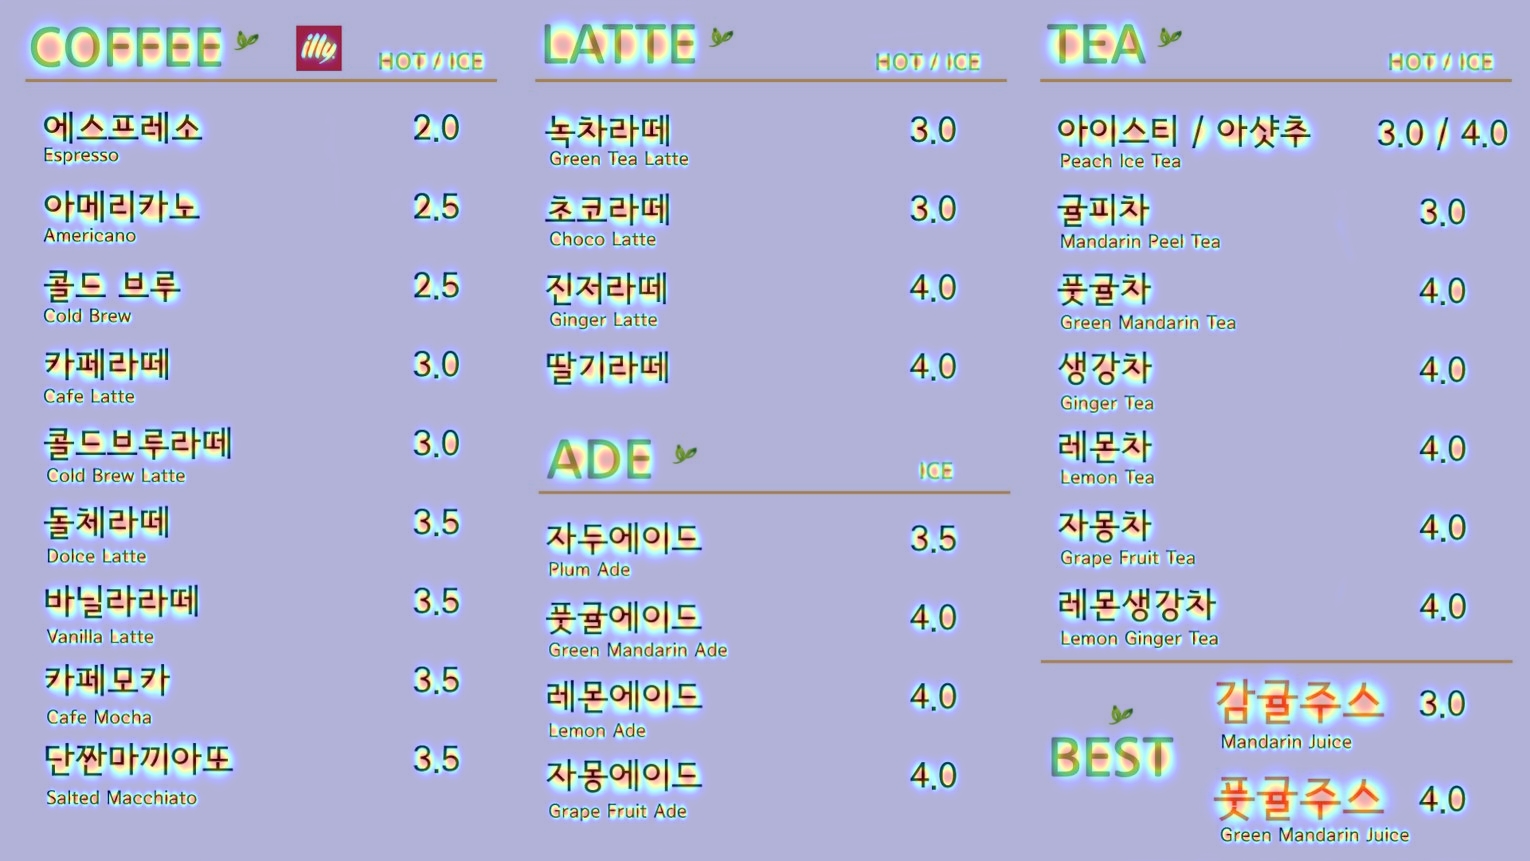 COFFEE
illy
HOT / ICE
에스프레소 2.0
Espresso
아메리카노 2.5
Americano
콜드 브루 2.5
Cold Brew
카페라떼 3.0
Cafe Latte
콜드브루라떼 3.0
Cold Brew Latte
돌체라떼 3.5
Dolce Latte
바닐라라떼 3.5
Vanilla Latte
카페모카 3.5
Cafe Mocha
단짠마끼아또 3.5
Salted Macchiato
LATTE
HOT / ICE
녹차라떼 3.0
Green Tea Latte
초코라떼 3.0
Choco Latte
진저라떼 4.0
Ginger Latte
딸기라떼 4.0
ADE
ICE
자두에이드 3.5
Plum Ade
풋귤에이드 4.0
Green Mandarin Ade
레몬에이드 4.0
Lemon Ade
자몽에이드 4.0
Grape Fruit Ade
TEA
HOT / ICE
아이스티 / 아샷추 3.0 / 4.0
Peach Ice Tea
귤피차 3.0
Mandarin Peel Tea
풋귤차 4.0
Green Mandarin Tea
생강차 4.0
Ginger Tea
레몬차 4.0
Lemon Tea
자몽차 4.0
Grape Fruit Tea
레몬생강차 4.0
Lemon Ginger Tea
BEST
감귤주스 3.0
Mandarin Juice
풋귤주스 4.0
Green Mandarin Juice